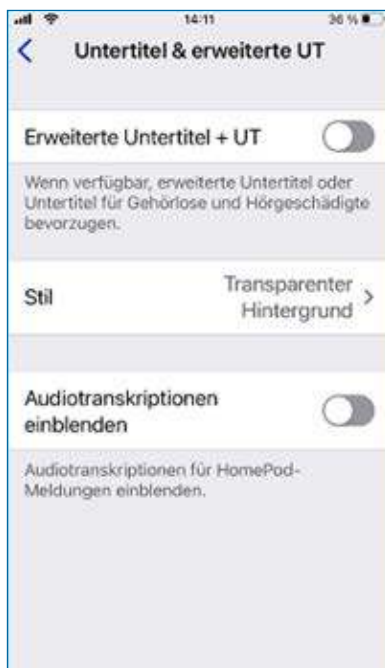 14:11
36 %
Untertitel & erweiterte UT
Erweiterte Untertitel + UT
Wenn verfügbar, erweiterte Untertitel oder
Untertitel für Gehörlose und Hörgeschädigte
bevorzugen.
Stil
Transparenter
Hintergrund
Audiotranskriptionen
einblenden
Audiotranskriptionen für HomePod-
Meldungen einblenden.